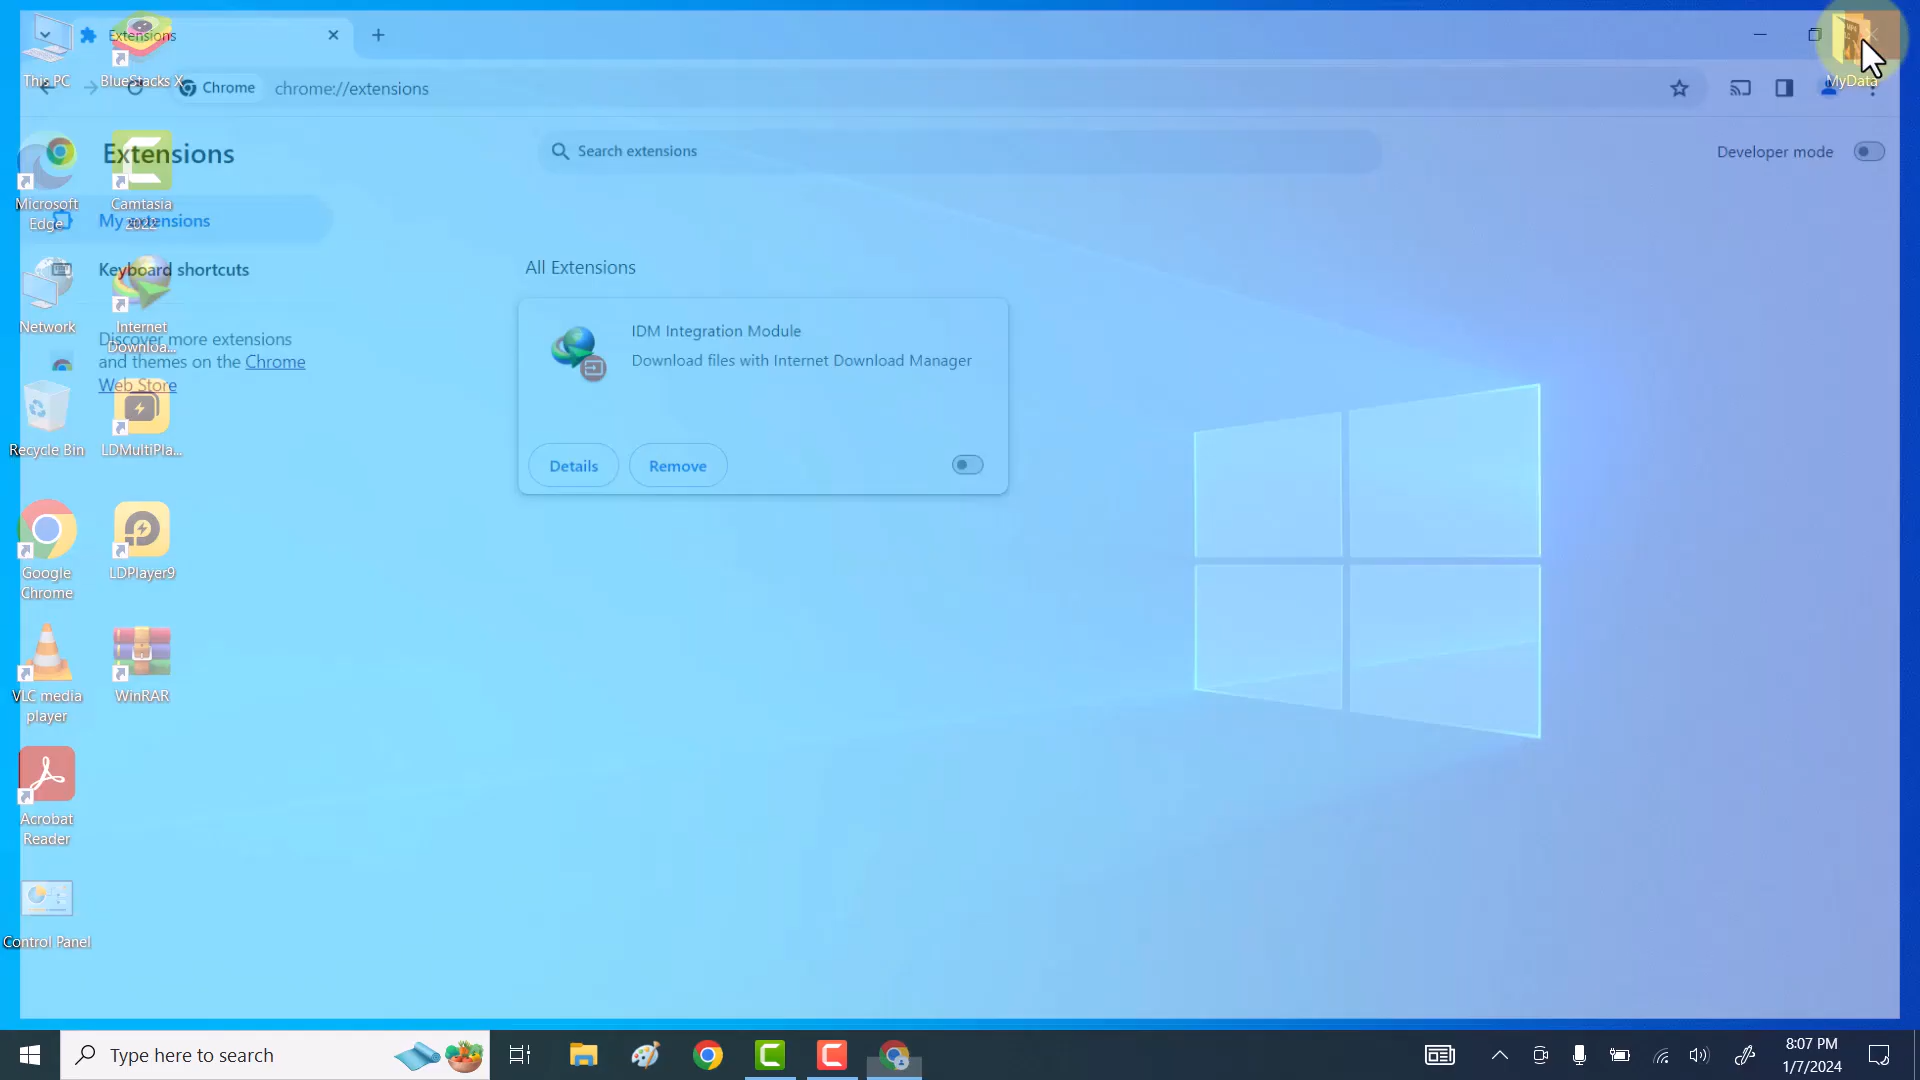 Extensions
Chrome
chrome://extensions
Extensions
Search extensions
Developer mode
My extensions
Keyboard shortcuts
Discover more extensions
and themes on the Chrome
Web Store
All Extensions
IDM Integration Module
Download files with Internet Download Manager
Details
Remove
This PC
BlueStacks X
MyData
Microsoft
Edge
Camtasia
2022
Network
Internet
Downloa...
Recycle Bin
LDMultiPla...
Google
Chrome
LDPlayer9
VLC media
player
WinRAR
Acrobat
Reader
Control Panel
Type here to search
8:07 PM
1/7/2024